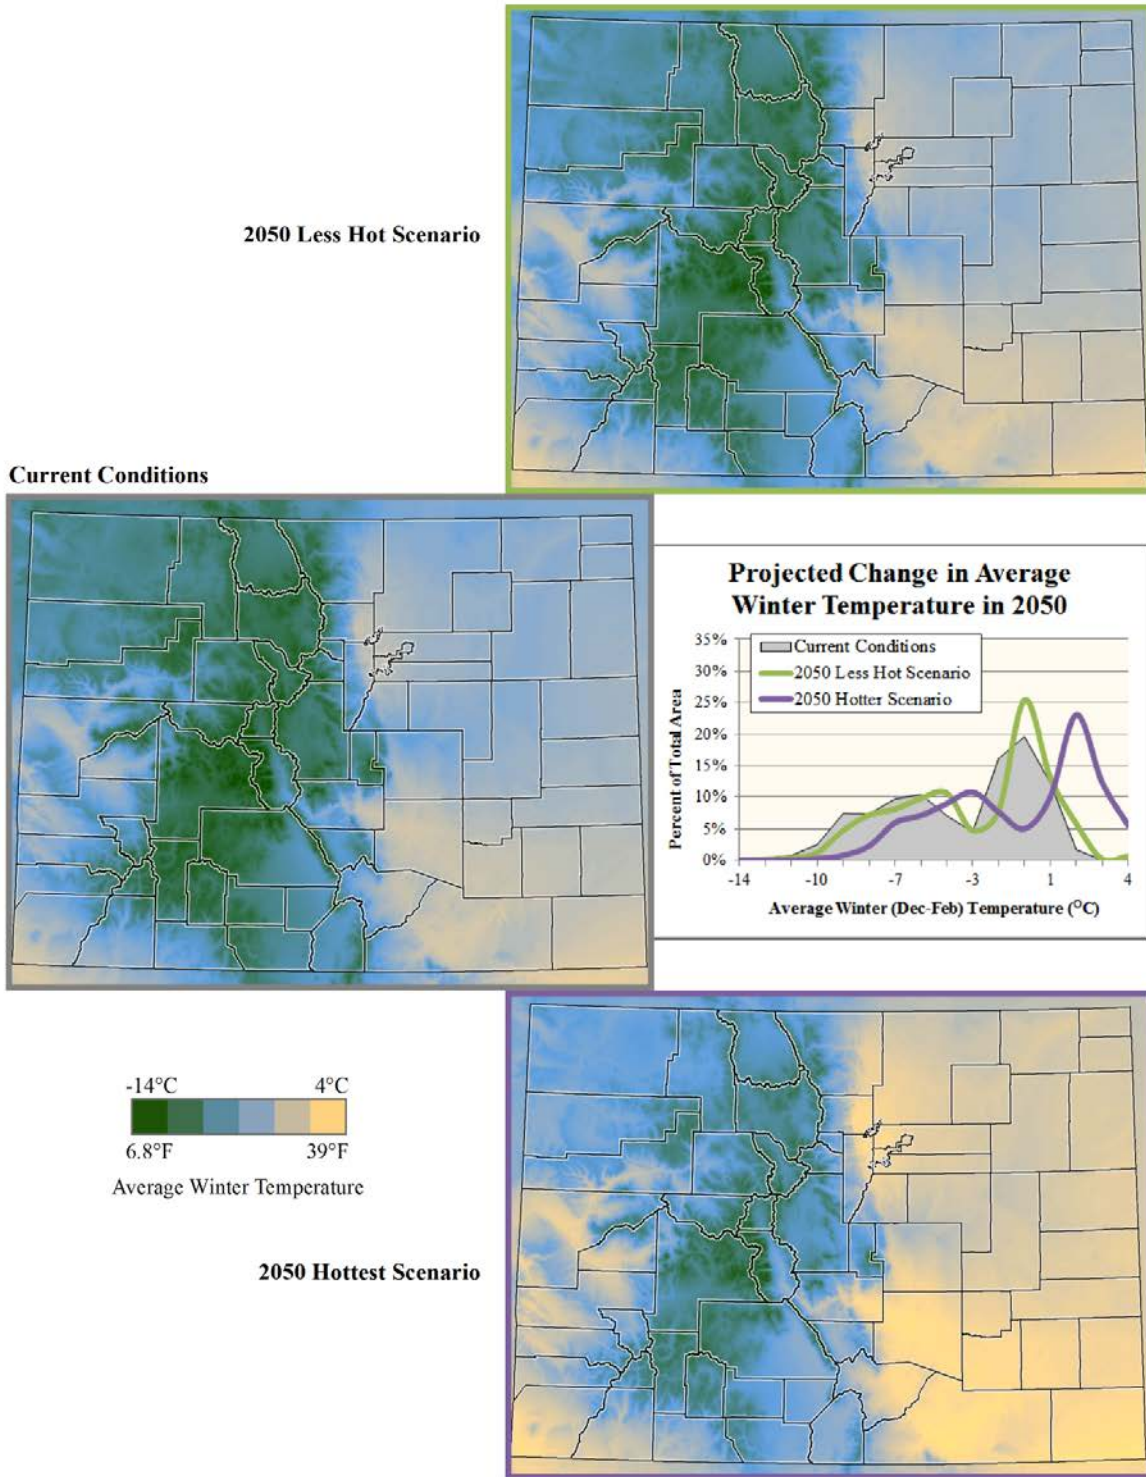 2050 Less Hot Scenario
Current Conditions
Projected Change in Average
Winter Temperature in 2050
35%
30%
25%
20%
15%
10%
5%
0%
Percent of Total Area
Current Conditions
2050 Less Hot Scenario
2050 Hotter Scenario
-14 -10 -7 -3 1 4
Average Winter (Dec-Feb) Temperature (°C)
-14°C 4°C
6.8°F 39°F
Average Winter Temperature
2050 Hottest Scenario